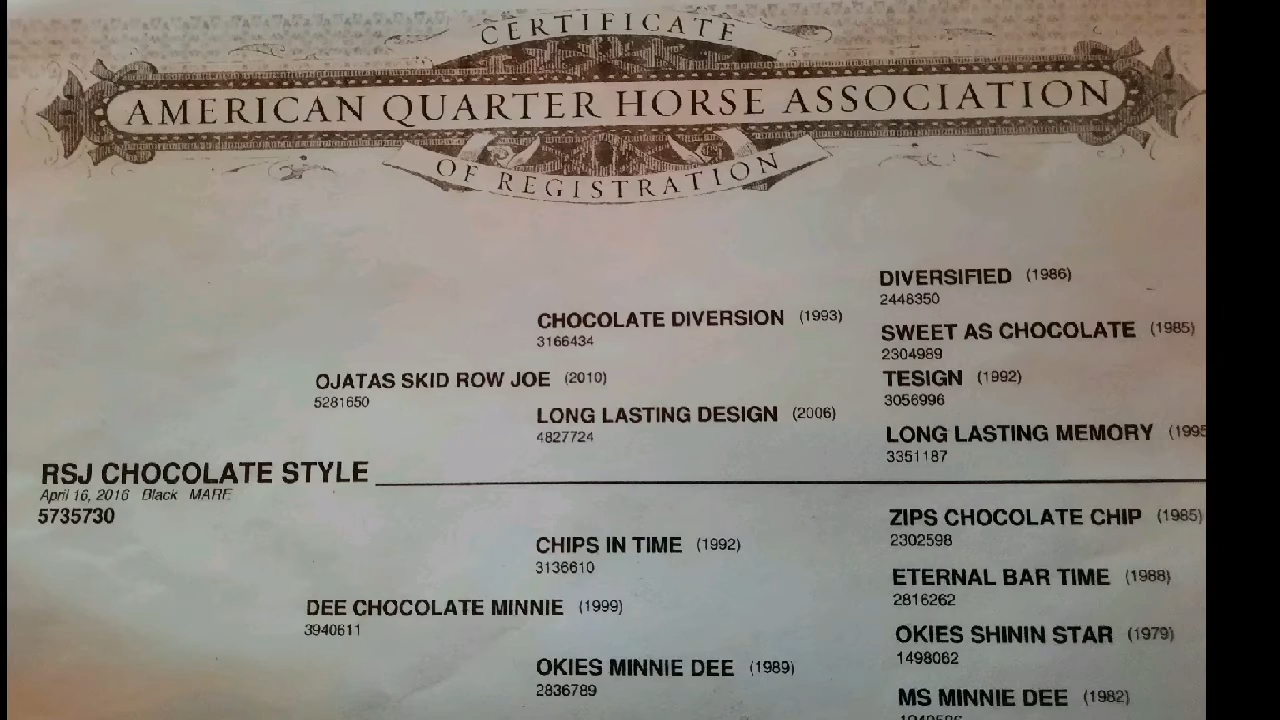 CERTIFICATE
AMERICAN QUARTER HORSE ASSOCIATION
OF REGISTRATION
DIVERSIFIED (1986)
2448350
CHOCOLATE DIVERSION (1993)
3166434
SWEET AS CHOCOLATE (1985)
2304989
OJATAS SKID ROW JOE (2010)
5281650
TESIGN (1992)
3056996
LONG LASTING DESIGN (2006)
4827724
LONG LASTING MEMORY (1995
3351187
RSJ CHOCOLATE STYLE
April 16, 2016 Black MARE
5735730
ZIPS CHOCOLATE CHIP (1985)
2302598
CHIPS IN TIME (1992)
3136610
ETERNAL BAR TIME (1988)
2816262
DEE CHOCOLATE MINNIE (1999)
3940611
OKIES SHININ STAR (1979)
1498062
OKIES MINNIE DEE (1989)
2836789
MS MINNIE DEE (1982)